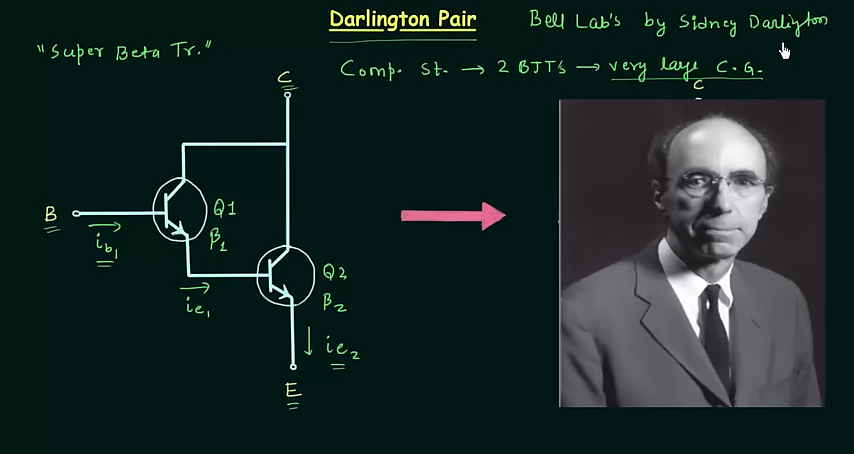 Darlington Pair
Bell Lab's by Sidney Darlington
"Super Beta Tr."
Comp. St. → 2 BJTs → very large C.G.
C
C
B
Q1
β1
ib1
Q2
β2
ie1
ie2
E